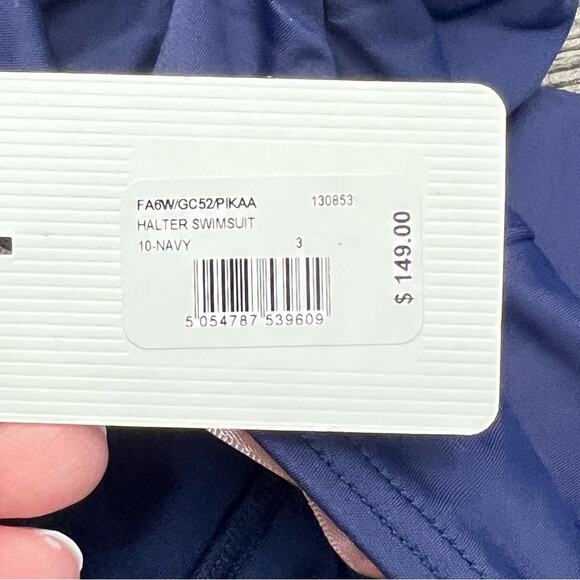 FA6W/GC52/PIKAA 130853
HALTER SWIMSUIT
10-NAVY 3
5 054787 539609
$ 149.00